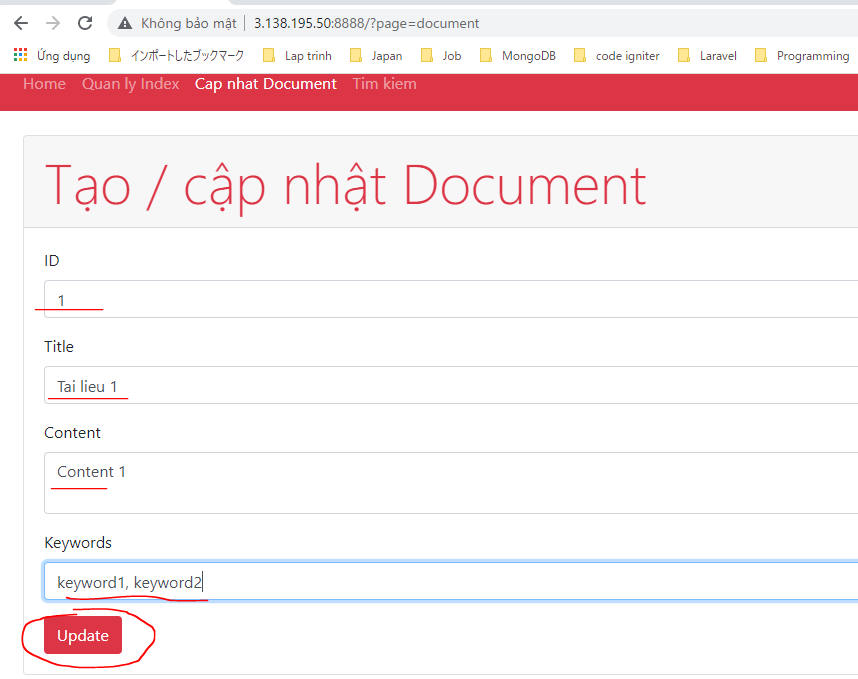 Không bảo mật 3.138.195.50:8888/?page=document
Ứng dụng インポートしたブックマーク Lap trinh Japan Job MongoDB code igniter Laravel Programming
Home Quan ly Index Cap nhat Document Tim kiem
Tạo / cập nhật Document
ID
1
Title
Tai lieu 1
Content
Content 1
Keywords
keyword1, keyword2
Update